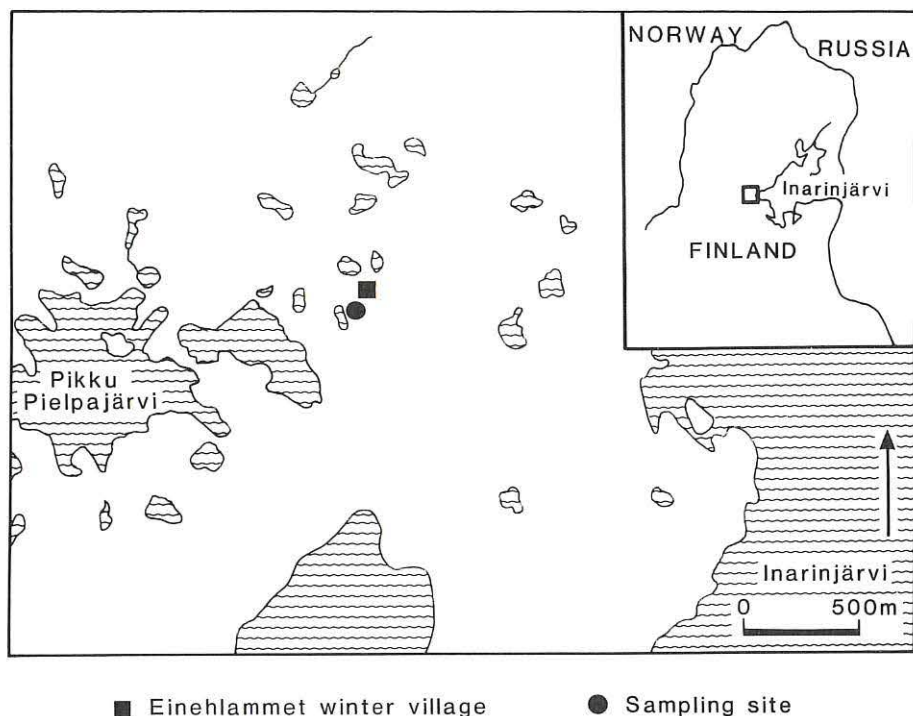 NORWAY
RUSSIA
Inarinjärvi
FINLAND
Pikku
Pielpajärvi
Inarinjärvi
0 500m
Einehlammet winter village
Sampling site